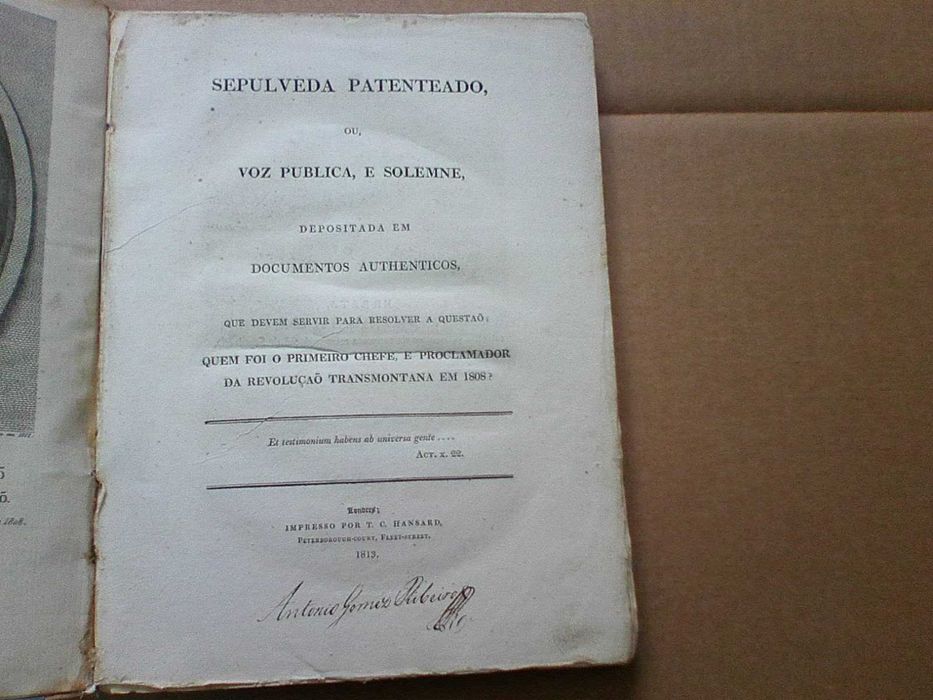 SEPULVEDA PATENTEADO,
OU,
VOZ PUBLICA, E SOLEMNE,
DEPOSITADA EM
DOCUMENTOS AUTHENTICOS,
QUE DEVEM SERVIR PARA RESOLVER A QUESTAÕ:
QUEM FOI O PRIMEIRO CHEFE, E PROCLAMADOR
DA REVOLUÇAÕ TRANSMONTANA EM 1808?
Et testimonium habens ab universa gente ....
ACT. X. 22.
Londres;
IMPRESSO POR T. C. HANSARD,
PETERBOROUGH-COURT, FLEET-STREET.
1813.
Antonio Gomez Ribeiro